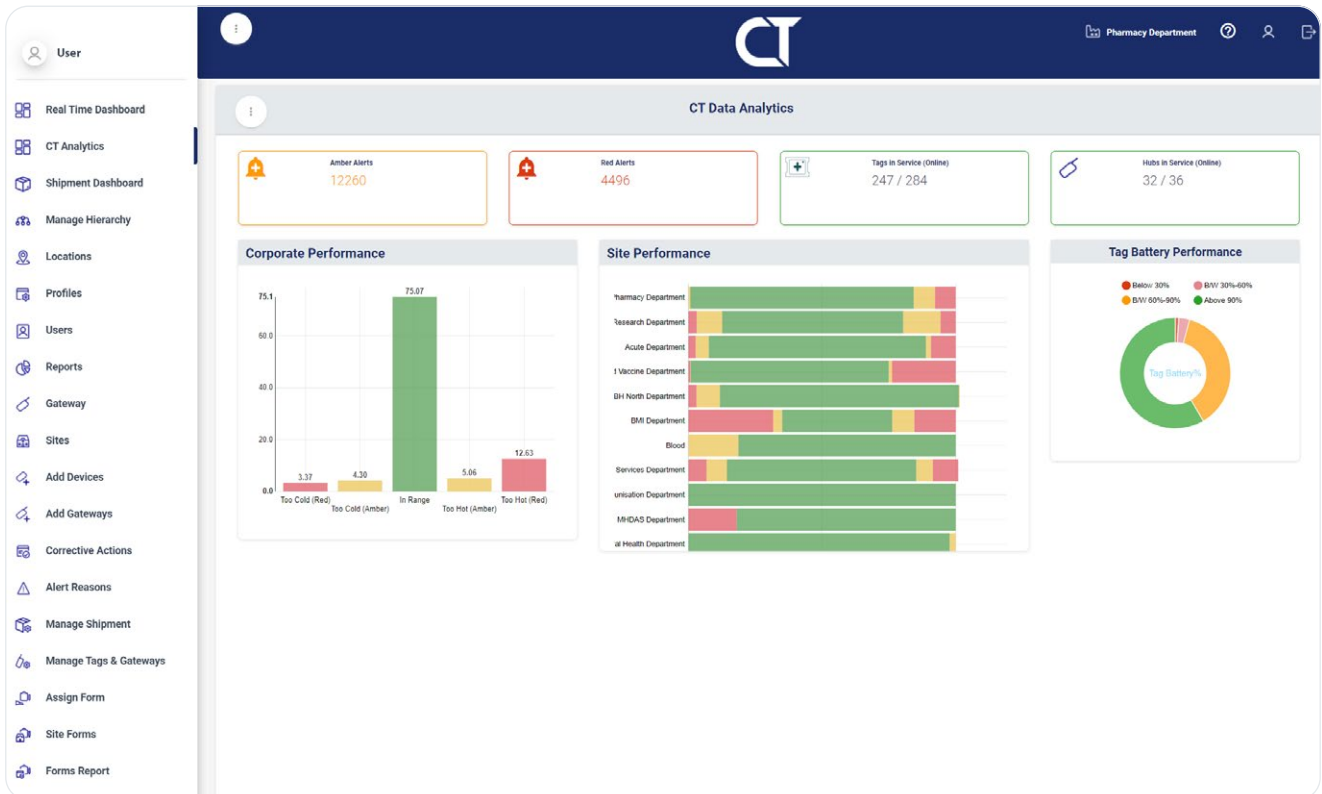 User
CT
Pharmacy Department
Real Time Dashboard
CT Analytics
Shipment Dashboard
Manage Hierarchy
Locations
Profiles
Users
Reports
Gateway
Sites
Add Devices
Add Gateways
Corrective Actions
Alert Reasons
Manage Shipment
Manage Tags & Gateways
Assign Form
Site Forms
Forms Report
CT Data Analytics
Amber Alerts
12260
Red Alerts
4496
Tags in Service (Online)
247 / 284
Hubs in Service (Online)
32 / 36
Corporate Performance
75.1
60.0
40.0
20.0
0.0
3.37
4.30
75.07
5.06
12.63
Too Cold (Red)
Too Cold (Amber)
In Range
Too Hot (Amber)
Too Hot (Red)
Site Performance
harmacy Department
Research Department
Acute Department
l Vaccine Department
BH North Department
BMI Department
Blood
Services Department
unisation Department
MHDAS Department
al Health Department
Tag Battery Performance
Below 30%
B/W 30%-60%
B/W 60%-90%
Above 90%
Tag Battery%